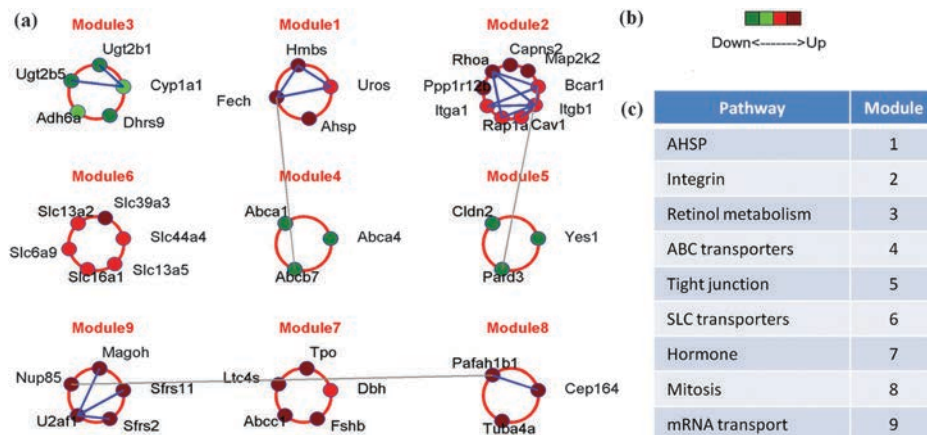 (a)
Module3
Ugt2b1
Ugt2b5
Cyp1a1
Adh6a
Dhrs9
Module1
Hmbs
Uros
Fech
Ahsp
Module2
Capns2
Rhoa
Map2k2
Ppp1r12b
Bcar1
Itga1
Itgb1
Rap1a
Cav1
Module6
Slc13a2
Slc39a3
Slc44a4
Slc6a9
Slc13a5
Slc16a1
Module4
Abca1
Abca4
Abcb7
Module5
Cldn2
Yes1
Pard3
Module9
Magoh
Nup85
Sfrs11
U2af1
Sfrs2
Module7
Tpo
Ltc4s
Dbh
Abcc1
Fshb
Module8
Pafah1b1
Cep164
Tuba4a
(b)
Down<-------->Up
(c)
Pathway Module
AHSP 1
Integrin 2
Retinol metabolism 3
ABC transporters 4
Tight junction 5
SLC transporters 6
Hormone 7
Mitosis 8
mRNA transport 9